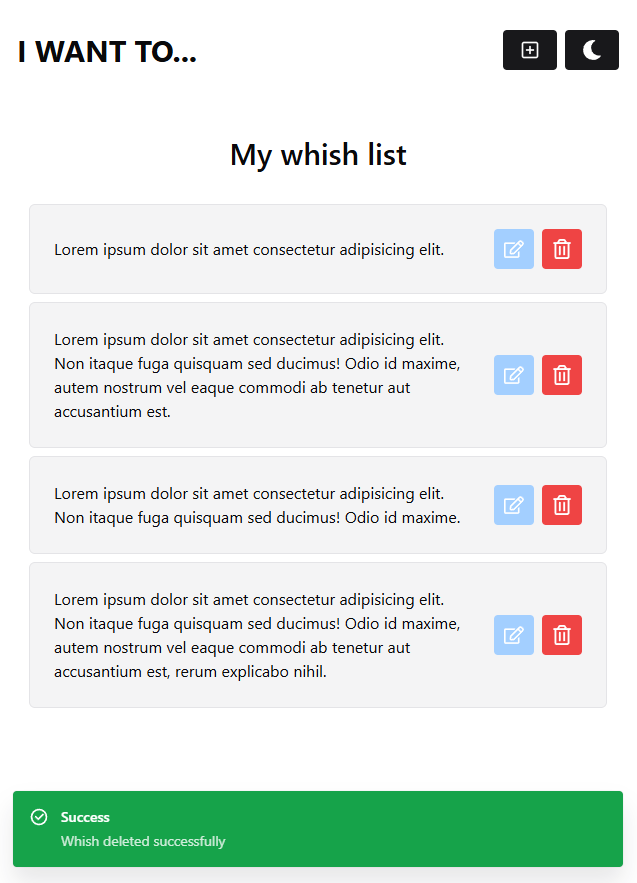 I WANT TO...
My whish list
Lorem ipsum dolor sit amet consectetur adipisicing elit.
Lorem ipsum dolor sit amet consectetur adipisicing elit.
Non itaque fuga quisquam sed ducimus! Odio id maxime,
autem nostrum vel eaque commodi ab tenetur aut
accusantium est.
Lorem ipsum dolor sit amet consectetur adipisicing elit.
Non itaque fuga quisquam sed ducimus! Odio id maxime.
Lorem ipsum dolor sit amet consectetur adipisicing elit.
Non itaque fuga quisquam sed ducimus! Odio id maxime,
autem nostrum vel eaque commodi ab tenetur aut
accusantium est, rerum explicabo nihil.
Success
Whish deleted successfully